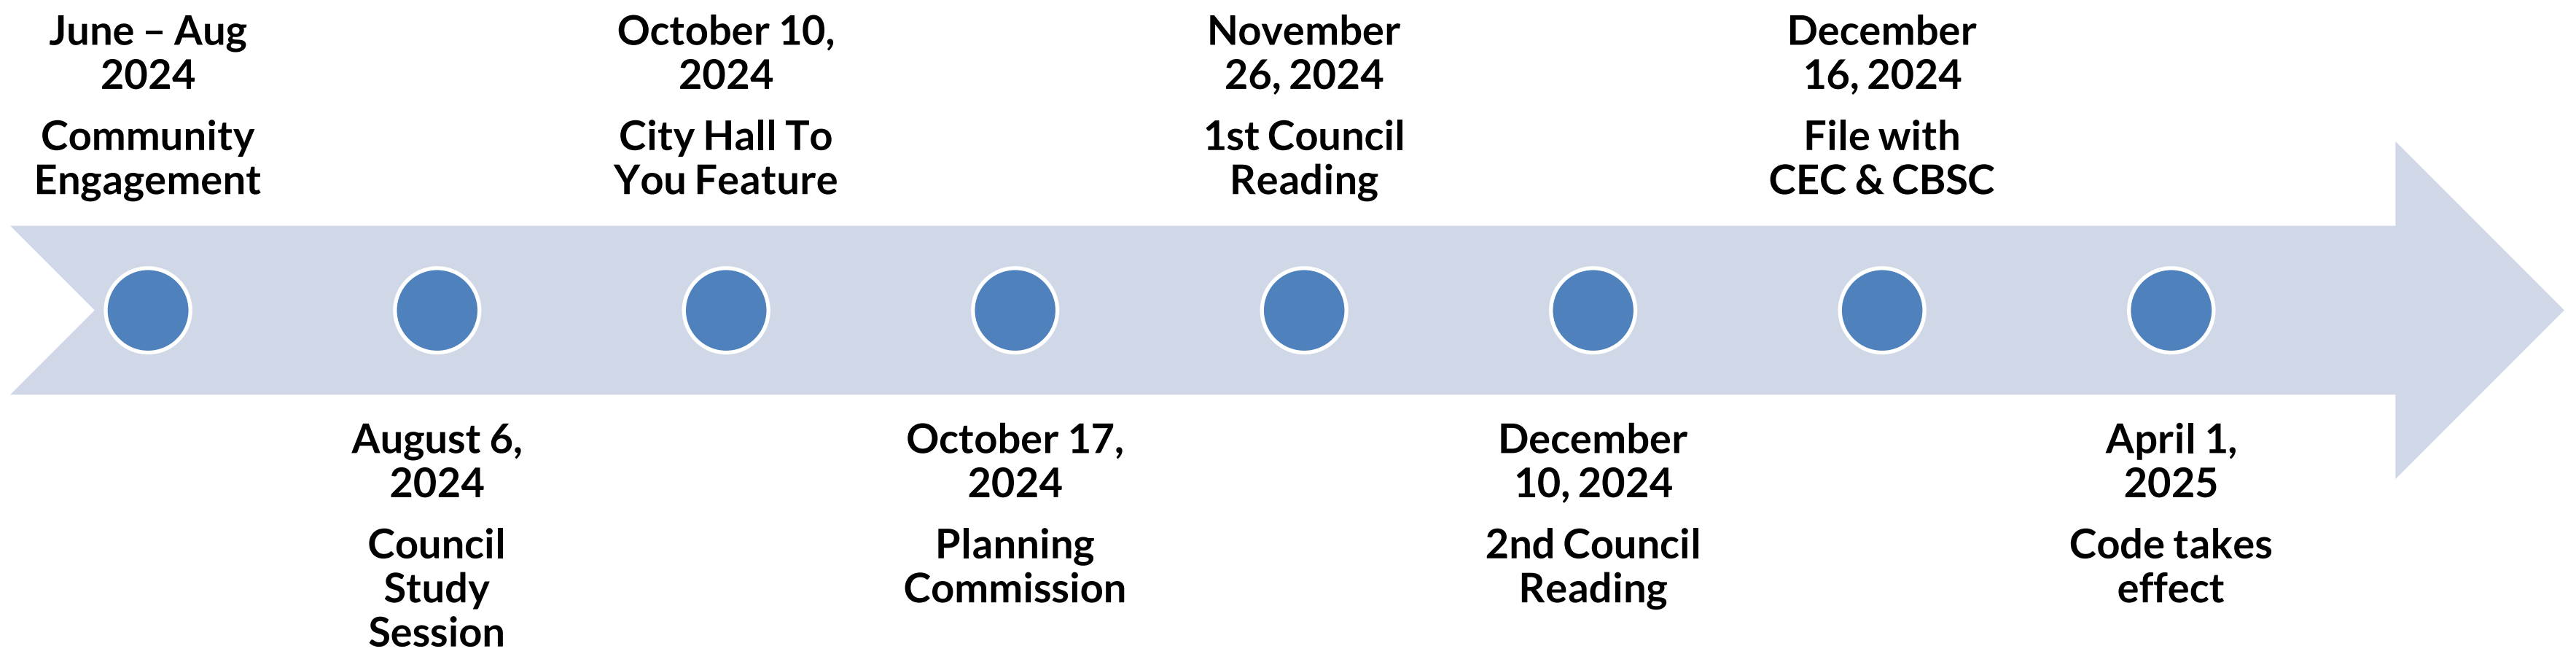 June – Aug
2024
Community
Engagement
August 6,
2024
Council
Study
Session
October 10,
2024
City Hall To
You Feature
October 17,
2024
Planning
Commission
November
26, 2024
1st Council
Reading
December
10, 2024
2nd Council
Reading
December
16, 2024
File with
CEC & CBSC
April 1,
2025
Code takes
effect